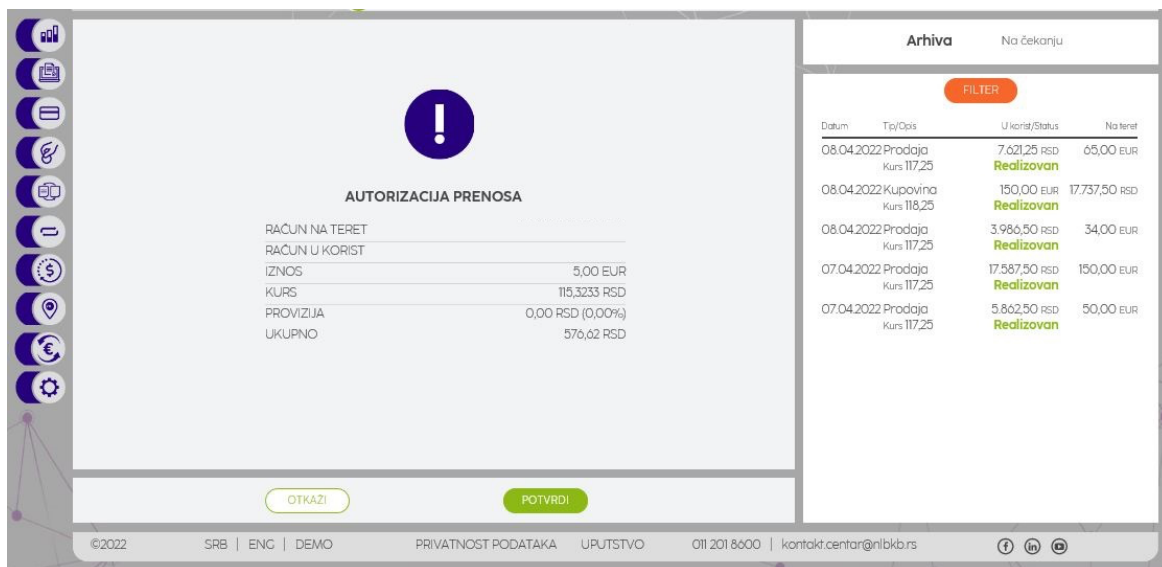 !
AUTORIZACIJA PRENOSA
RAČUN NA TERET
RAČUN U KORIST
IZNOS 5,00 EUR
KURS 115,3233 RSD
PROVIZIJA 0,00 RSD (0,00%)
UKUPNO 576,62 RSD
OTKAŽI POTVRDI
Arhiva Na čekanju
FILTER
Datum Tip/Opis U korist/Status Na teret
08.04.2022 Prodaja 7.621,25 RSD 65,00 EUR
Kurs 117,25 Realizovan
08.04.2022 Kupovina 150,00 EUR 17.737,50 RSD
Kurs 118,25 Realizovan
08.04.2022 Prodaja 3.986,50 RSD 34,00 EUR
Kurs 117,25 Realizovan
07.04.2022 Prodaja 17.587,50 RSD 150,00 EUR
Kurs 117,25 Realizovan
07.04.2022 Prodaja 5.862,50 RSD 50,00 EUR
Kurs 117,25 Realizovan
©2022 SRB | ENG | DEMO PRIVATNOST PODATAKA UPUTSTVO 011 201 8600 | kontakt.centar@nlbkb.rs